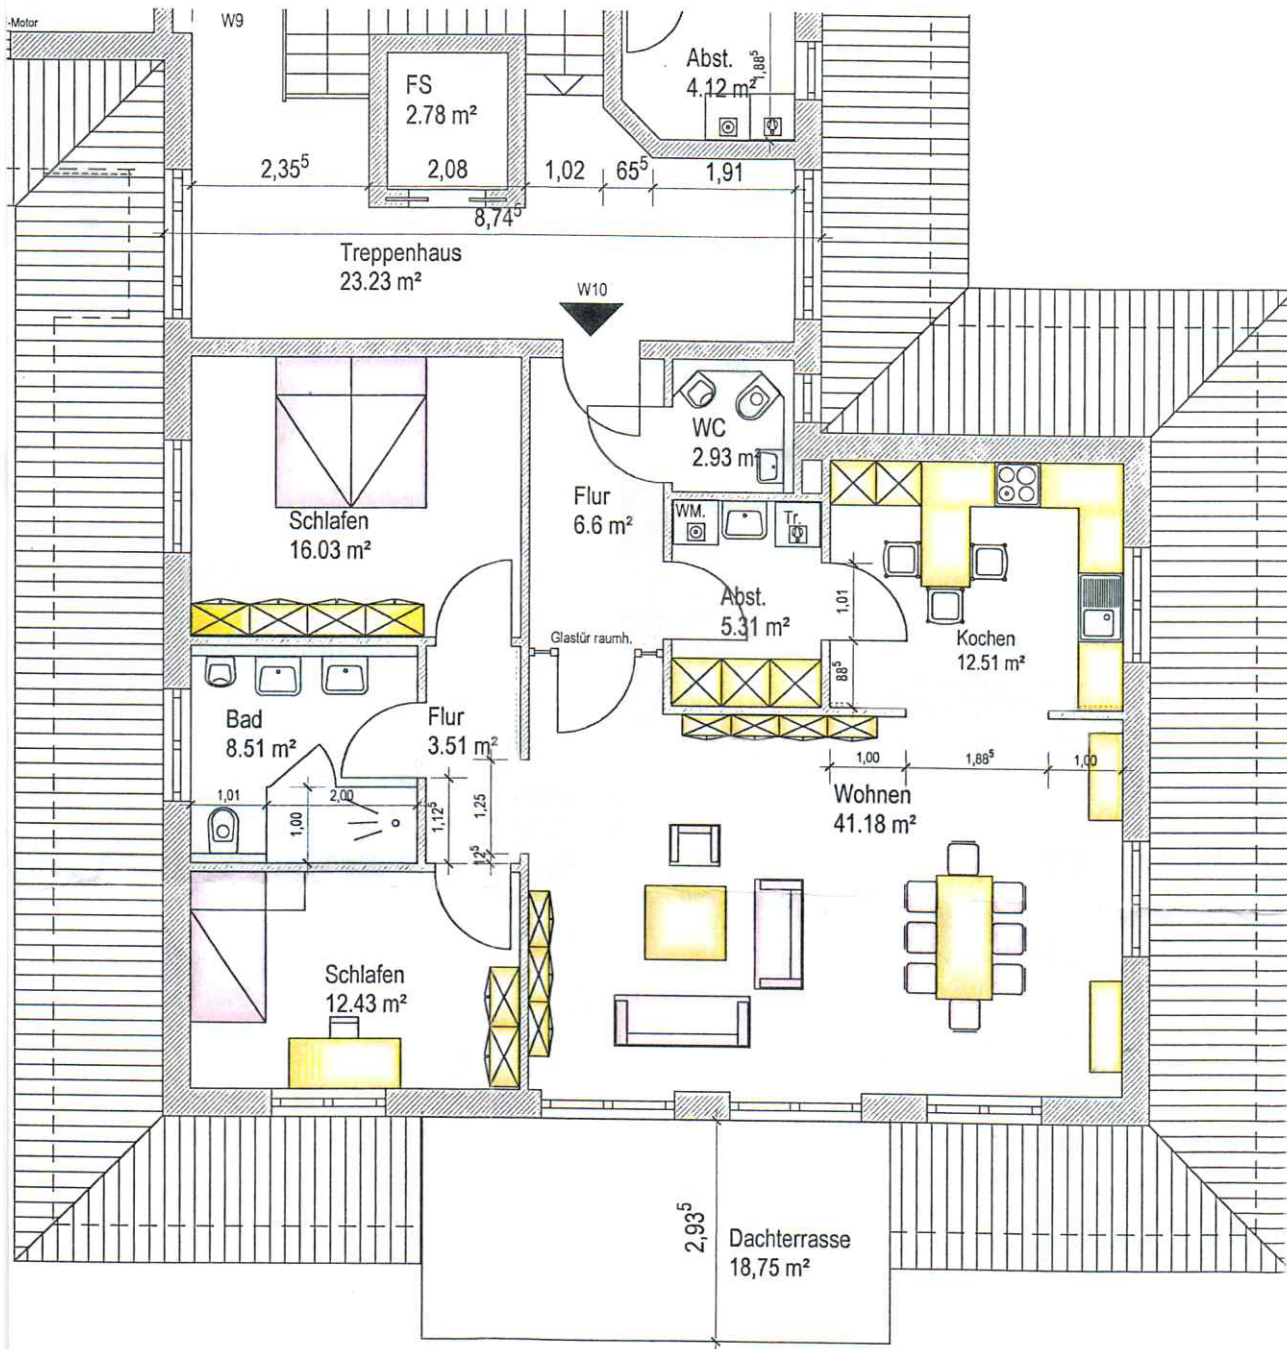 -Motor
W9
FS
2.78 m²
Abst.
4.12 m²
1,88⁵
2,35⁵
2,08
1,02
65⁵
1,91
8,74⁵
Treppenhaus
23.23 m²
W10
WC
2.93 m²
Flur
6.6 m²
WM.
Tr.
Schlafen
16.03 m²
Abst.
5.31 m²
1,01
Kochen
12.51 m²
Glastür raumh.
88⁵
Bad
8.51 m²
Flur
3.51 m²
1,00
1,88⁵
1,00
Wohnen
41.18 m²
1,01
2,00
1,00
1,12⁵
1,25
12⁵
Schlafen
12.43 m²
2,93⁵
Dachterrasse
18,75 m²